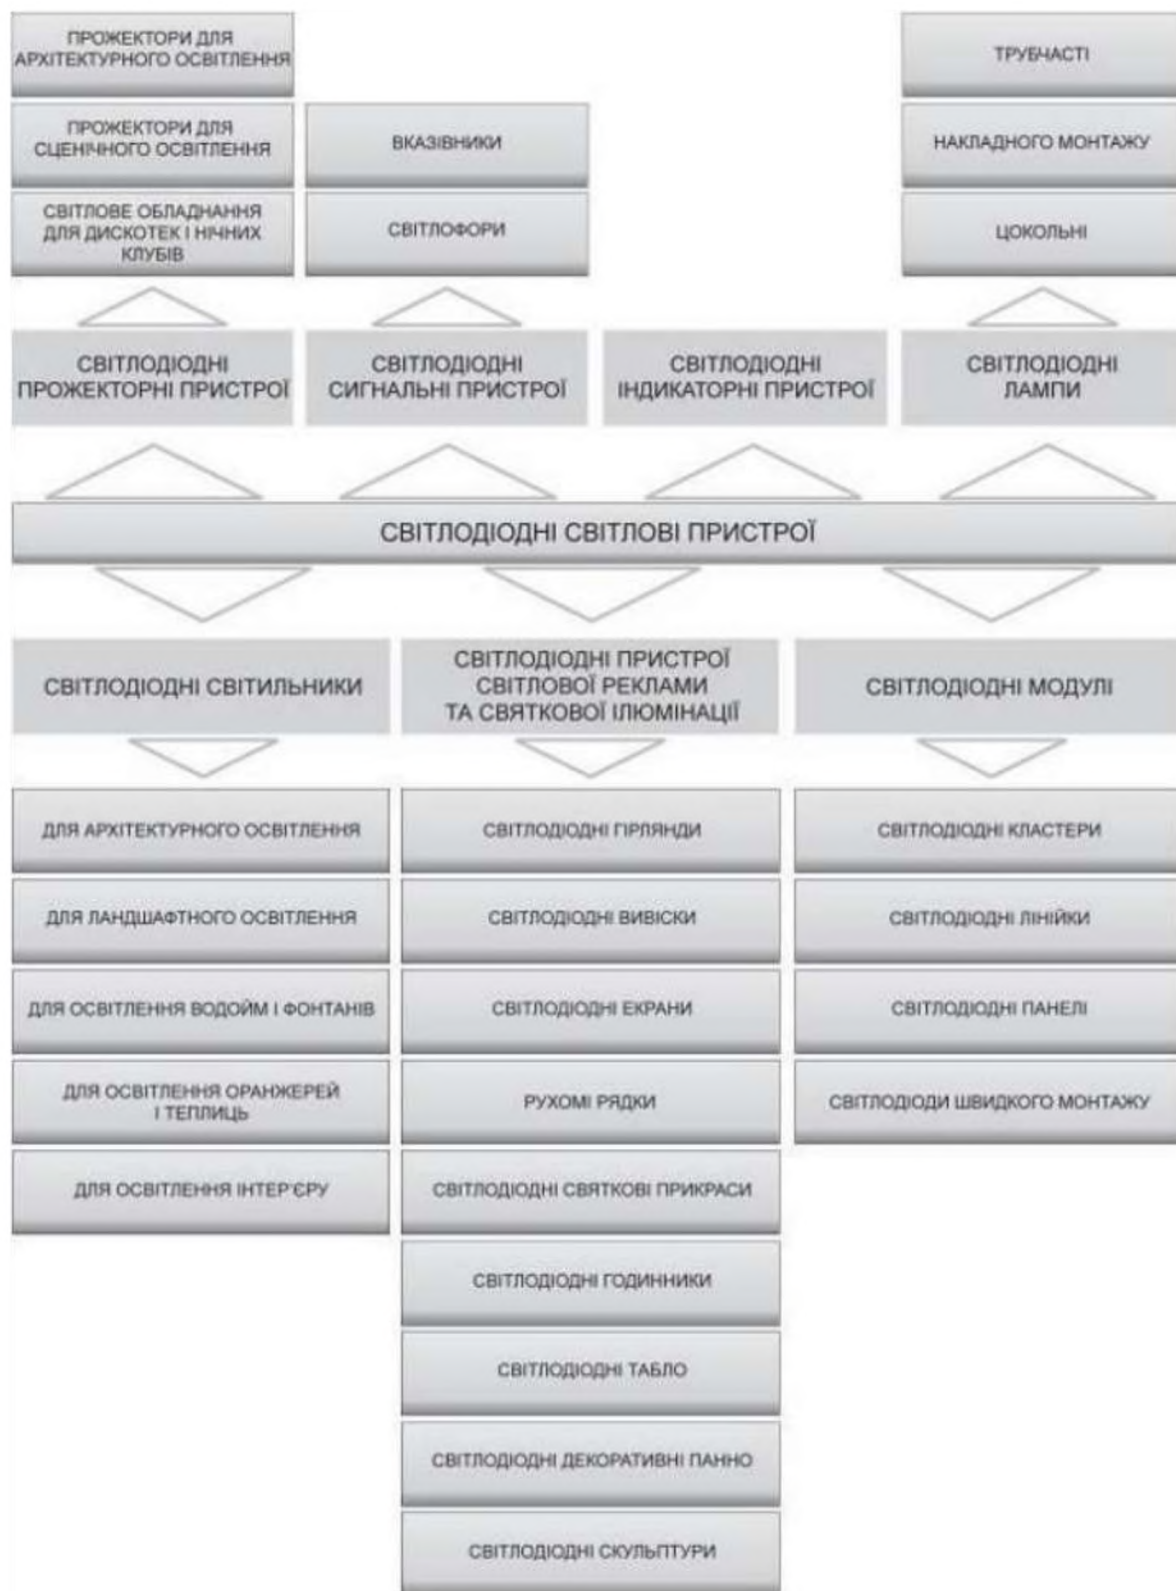 ПРОЖЕКТОРИ ДЛЯ
АРХІТЕКТУРНОГО ОСВІТЛЕННЯ
ПРОЖЕКТОРИ ДЛЯ
СЦЕНІЧНОГО ОСВІТЛЕННЯ
СВІТЛОВЕ ОБЛАДНАННЯ
ДЛЯ ДИСКОТЕК І НІЧНИХ
КЛУБІВ
ВКАЗІВНИКИ
СВІТЛОФОРИ
ТРУБЧАСТІ
НАКЛАДНОГО МОНТАЖУ
ЦОКОЛЬНІ
СВІТЛОДІОДНІ
ПРОЖЕКТОРНІ ПРИСТРОЇ
СВІТЛОДІОДНІ
СИГНАЛЬНІ ПРИСТРОЇ
СВІТЛОДІОДНІ
ІНДИКАТОРНІ ПРИСТРОЇ
СВІТЛОДІОДНІ
ЛАМПИ
СВІТЛОДІОДНІ СВІТЛОВІ ПРИСТРОЇ
СВІТЛОДІОДНІ СВІТИЛЬНИКИ
СВІТЛОДІОДНІ ПРИСТРОЇ
СВІТЛОВОЇ РЕКЛАМИ
ТА СВЯТКОВОЇ ІЛЮМІНАЦІЇ
СВІТЛОДІОДНІ МОДУЛІ
ДЛЯ АРХІТЕКТУРНОГО ОСВІТЛЕННЯ
ДЛЯ ЛАНДШАФТНОГО ОСВІТЛЕННЯ
ДЛЯ ОСВІТЛЕННЯ ВОДОЙМ І ФОНТАНІВ
ДЛЯ ОСВІТЛЕННЯ ОРАНЖЕРЕЙ
І ТЕПЛИЦЬ
ДЛЯ ОСВІТЛЕННЯ ІНТЕР'ЄРУ
СВІТЛОДІОДНІ ГІРЛЯНДИ
СВІТЛОДІОДНІ ВИВІСКИ
СВІТЛОДІОДНІ ЕКРАНИ
РУХОМІ РЯДКИ
СВІТЛОДІОДНІ СВЯТКОВІ ПРИКРАСИ
СВІТЛОДІОДНІ ГОДИННИКИ
СВІТЛОДІОДНІ ТАБЛО
СВІТЛОДІОДНІ ДЕКОРАТИВНІ ПАННО
СВІТЛОДІОДНІ СКУЛЬПТУРИ
СВІТЛОДІОДНІ КЛАСТЕРИ
СВІТЛОДІОДНІ ЛІНІЙКИ
СВІТЛОДІОДНІ ПАНЕЛІ
СВІТЛОДІОДИ ШВИДКОГО МОНТАЖУ